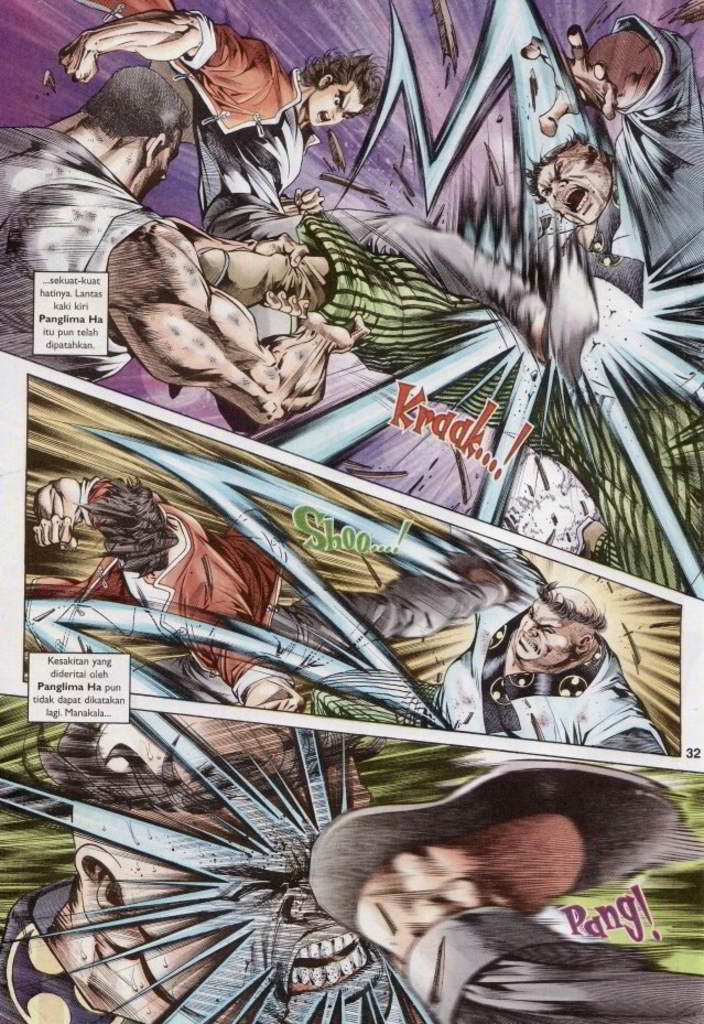 ...sekuat-kuat
hatinya. Lantas
kaki kiri
Panglima Ha
itu pun telah
dipatahkan.
Kraak...!
Shoo...!
Kesakitan yang
dideritai oleh
Panglima Ha pun
tidak dapat dikatakan
lagi. Manakala...
32
Pang!